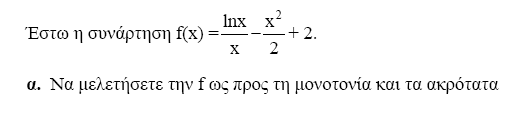 Έστω η συνάρτηση f(x) = lnx/x − x²/2 + 2.
α. Να μελετήσετε την f ως προς τη μονοτονία και τα ακρότατα